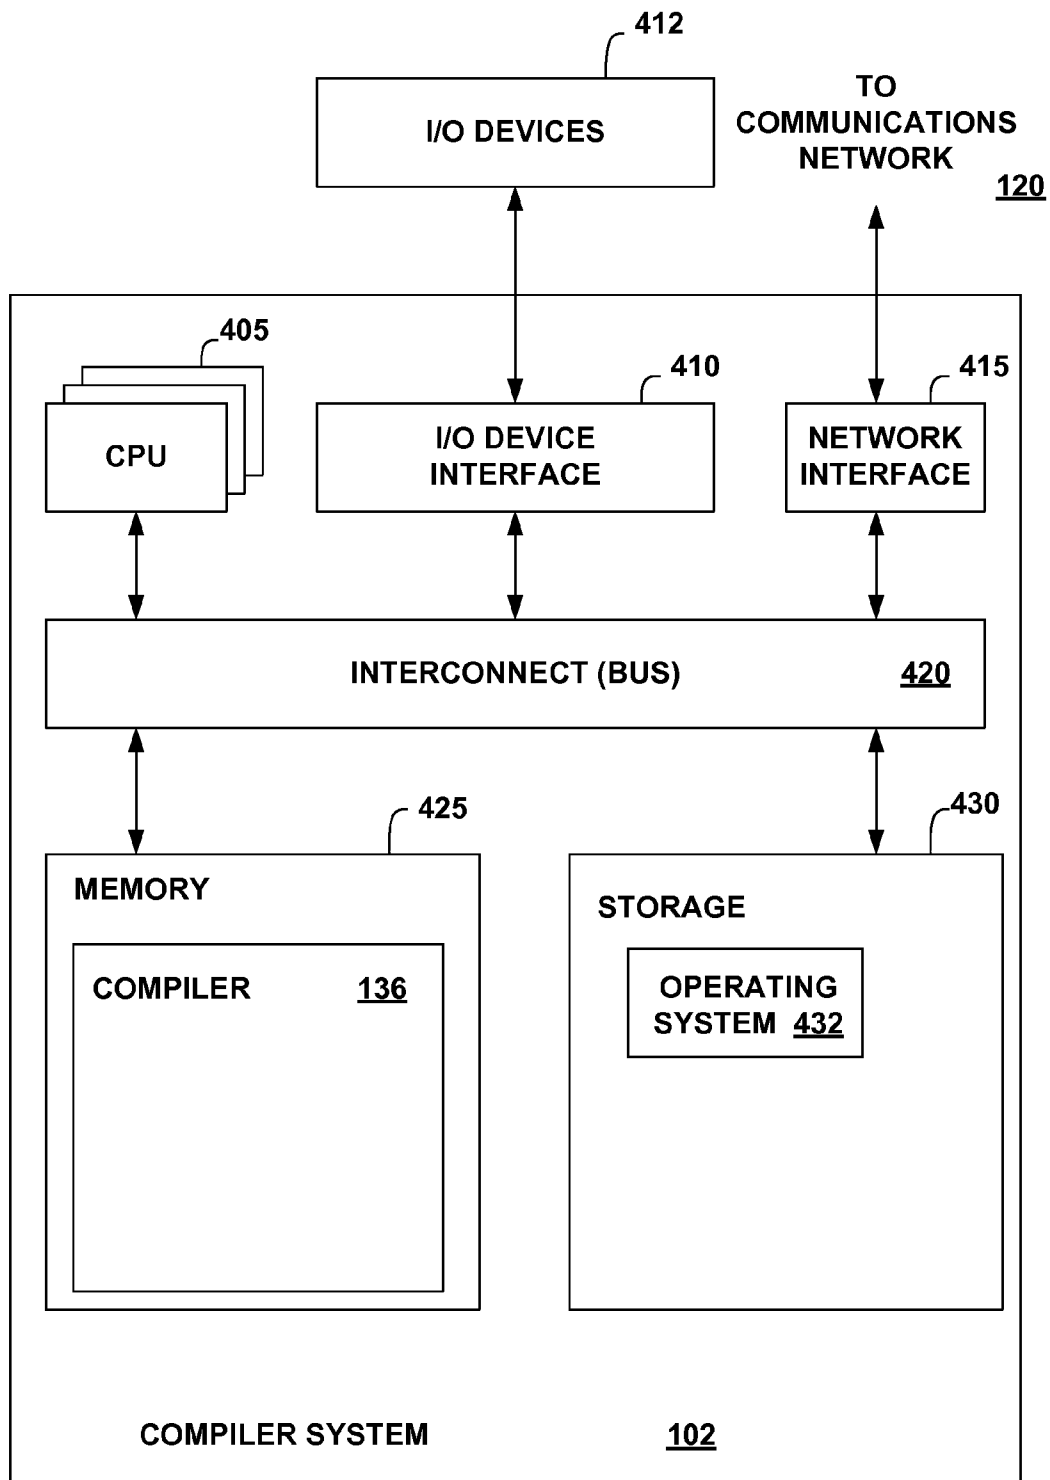 412
I/O DEVICES
TO
COMMUNICATIONS
NETWORK
120
405
CPU
410
I/O DEVICE
INTERFACE
415
NETWORK
INTERFACE
INTERCONNECT (BUS) 420
425
MEMORY
COMPILER 136
430
STORAGE
OPERATING
SYSTEM 432
COMPILER SYSTEM 102